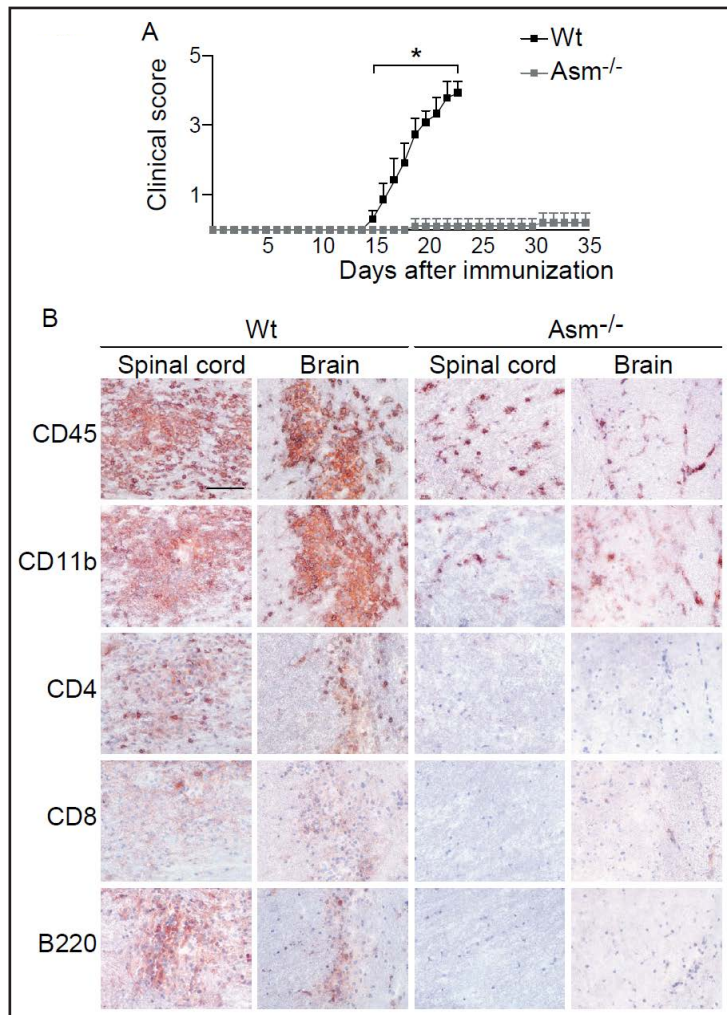 A
Wt
Asm-/-
*
Clinical score
5
3
1
5 10 15 20 25 30 35
Days after immunization
B
Wt Asm-/-
Spinal cord Brain Spinal cord Brain
CD45
CD11b
CD4
CD8
B220